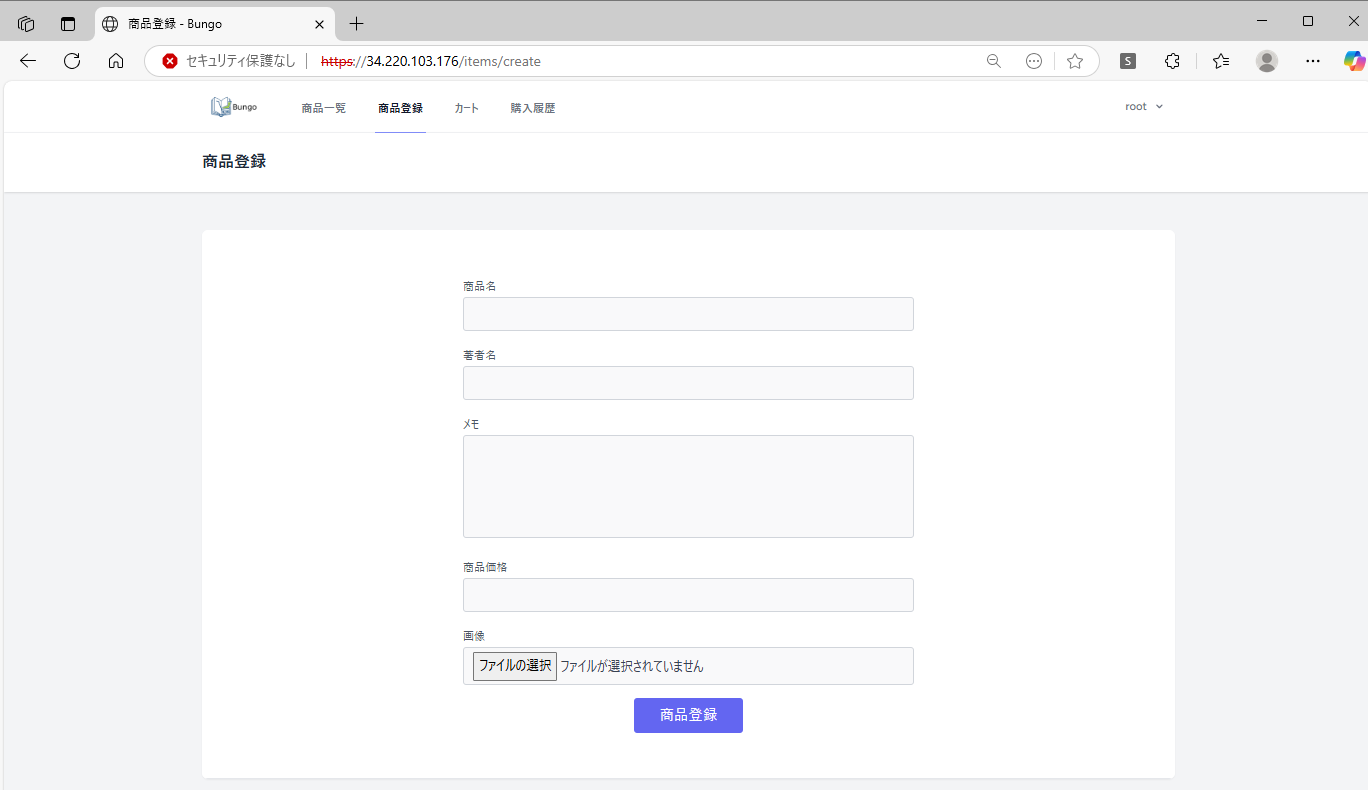 商品登録 - Bungo
セキュリティ保護なし https://34.220.103.176/items/create S
Bungo 商品一覧 商品登録 カート 購入履歴 root
商品登録
商品名
著者名
メモ
商品価格
画像
ファイルの選択 ファイルが選択されていません
商品登録